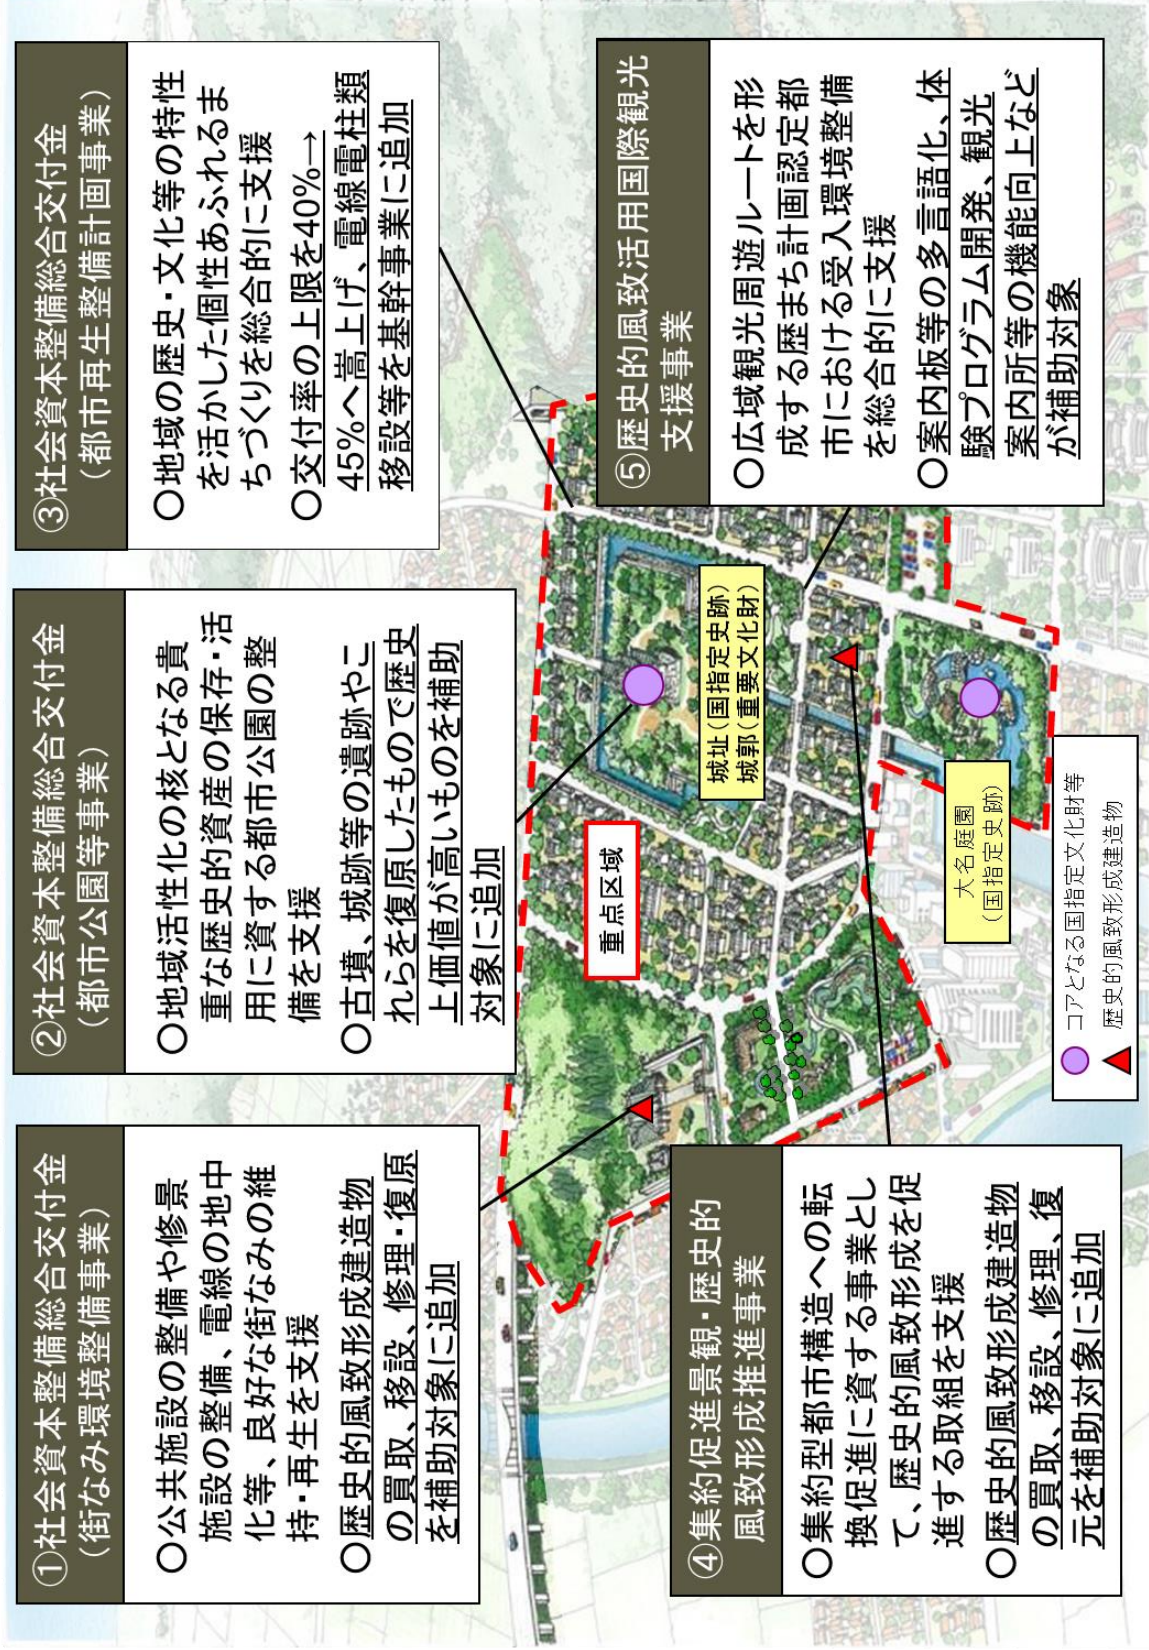 ①社会資本整備総合交付金
(街なみ環境整備事業)
〇公共施設の整備や修景
施設の整備、電線の地中
化等、良好な街なみの維
持・再生を支援
〇歴史的風致形成建造物
の買取、移設、修理・復原
を補助対象に追加
②社会資本整備総合交付金
(都市公園等事業)
〇地域活性化の核となる貴
重な歴史的資産の保存・活
用に資する都市公園の整
備を支援
〇古墳、城跡等の遺跡やこ
れらを復原したもので歴史
上価値が高いものを補助
対象に追加
③社会資本整備総合交付金
(都市再生整備計画事業)
〇地域の歴史・文化等の特性
を活かした個性あふれるま
ちづくりを総合的に支援
〇交付率の上限を40%→
45%へ嵩上げ、電線電柱類
移設等を基幹事業に追加
④集約促進景観・歴史的
風致形成推進事業
〇集約型都市構造への転
換促進に資する事業とし
て、歴史的風致形成を促
進する取組を支援
〇歴史的風致形成建造物
の買取、移設、修理、復
元を補助対象に追加
⑤歴史的風致活用国際観光
支援事業
〇広域観光周遊ルートを形
成する歴まち計画認定都
市における受入環境整備
を総合的に支援
〇案内板等の多言語化、体
験プログラム開発、観光
案内所等の機能向上など
が補助対象
重点区域
城址(国指定史跡)
城郭(重要文化財)
大名庭園
(国指定史跡)
コアとなる国指定文化財等
歴史的風致形成建造物